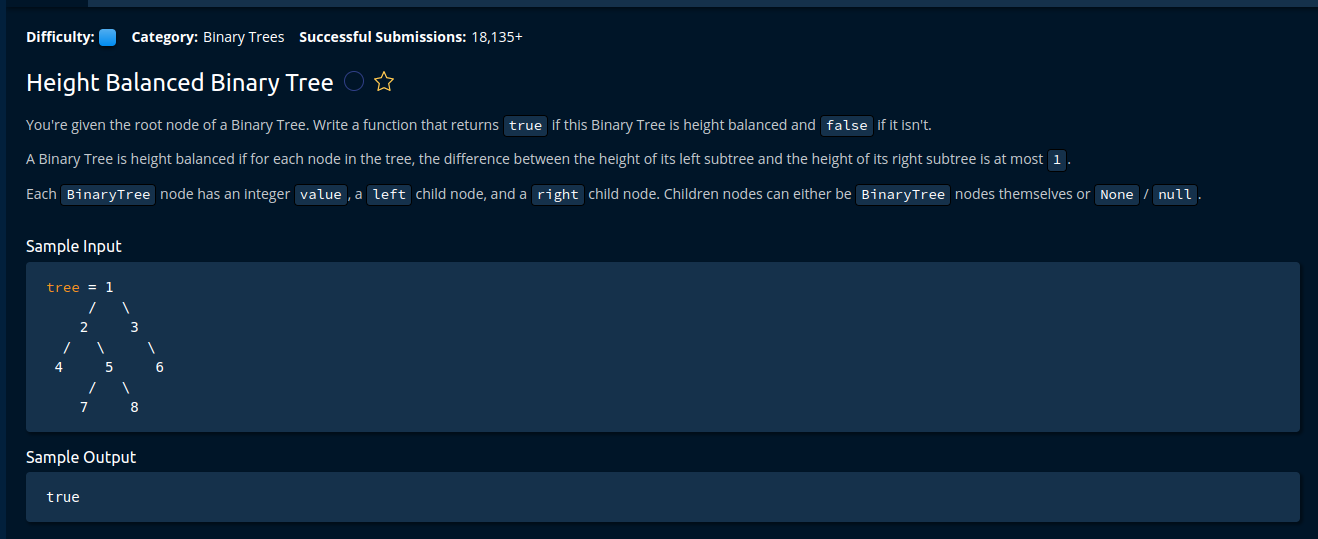 Difficulty: Category: Binary Trees Successful Submissions: 18,135+
Height Balanced Binary Tree
You're given the root node of a Binary Tree. Write a function that returns true if this Binary Tree is height balanced and false if it isn't.
A Binary Tree is height balanced if for each node in the tree, the difference between the height of its left subtree and the height of its right subtree is at most 1 .
Each BinaryTree node has an integer value , a left child node, and a right child node. Children nodes can either be BinaryTree nodes themselves or None / null .
Sample Input
tree = 1
     /   \
    2     3
  /   \     \
 4     5     6
     /   \
    7     8
Sample Output
true